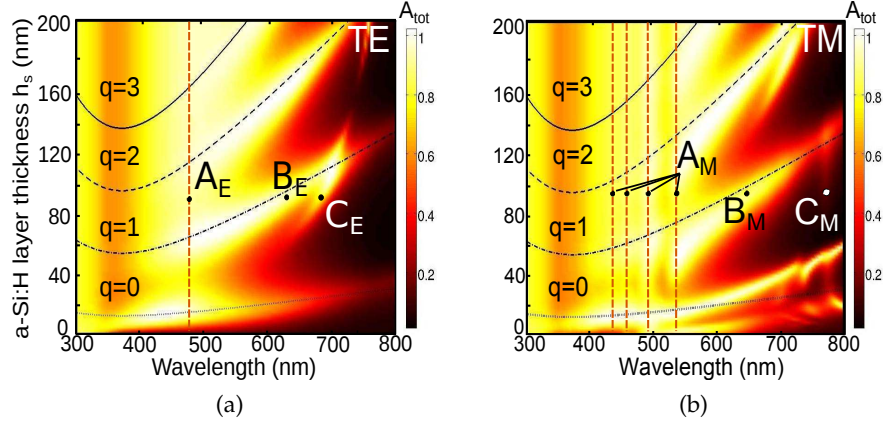 a-Si:H layer thickness hₛ (nm)
200
160
120
80
40
0
q=3
q=2
q=1
q=0
TE
A_E
B_E
C_E
300 400 500 600 700 800
Wavelength (nm)
A_tot
1
0.8
0.6
0.4
0.2
(a)
200
160
120
80
40
0
q=3
q=2
q=1
q=0
TM
A_M
B_M
C_M
300 400 500 600 700 800
Wavelength (nm)
A_tot
1
0.8
0.6
0.4
0.2
(b)